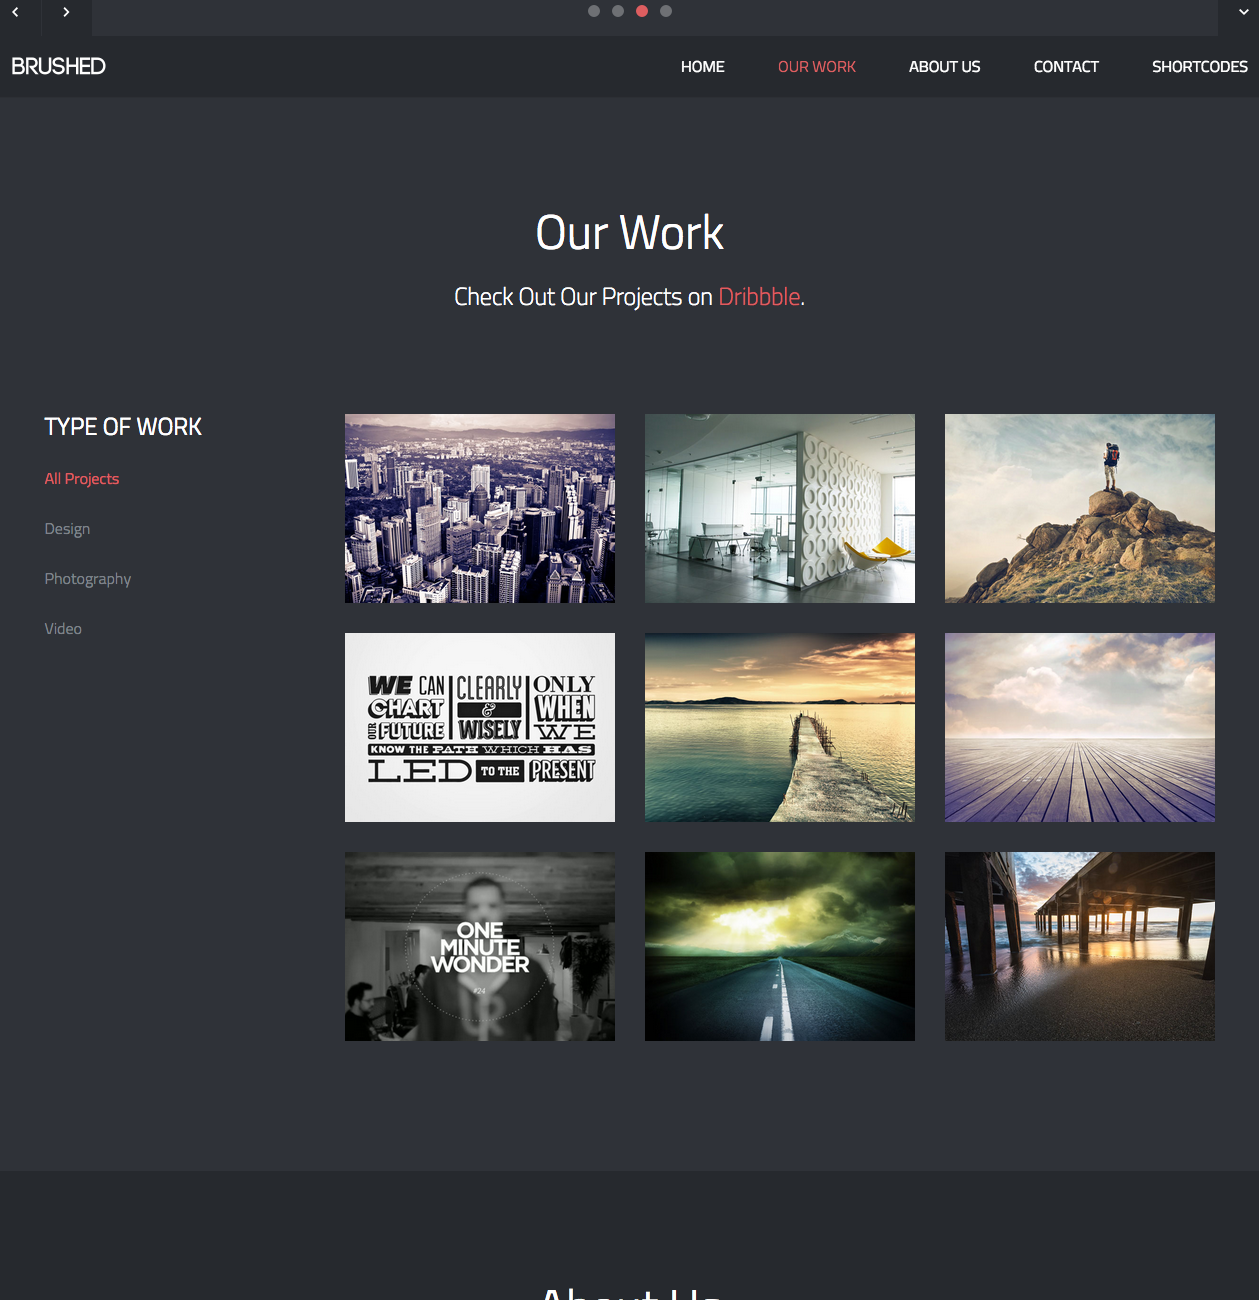 BRUSHED
HOME
OUR WORK
ABOUT US
CONTACT
SHORTCODES
Our Work
Check Out Our Projects on Dribbble.
TYPE OF WORK
All Projects
Design
Photography
Video
WE CAN CHART OUR FUTURE
CLEARLY & WISELY
ONLY WHEN WE
KNOW THE PATH WHICH HAS
LED TO THE PRESENT
ONE
MINUTE
WONDER
#24
About Us